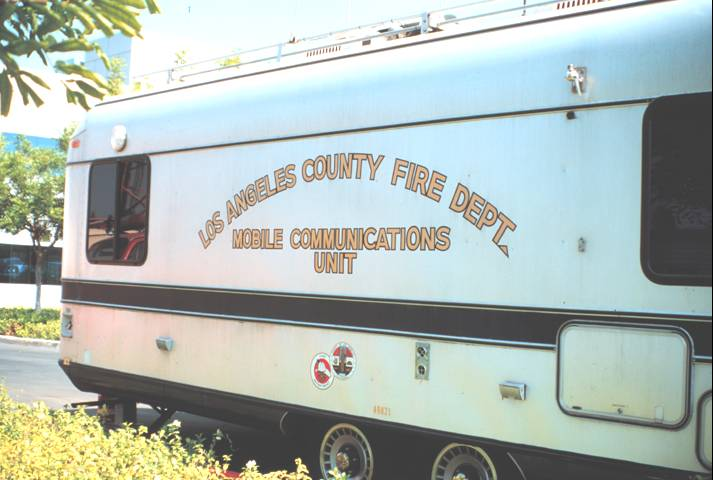 LOS ANGELES COUNTY FIRE DEPT.
MOBILE COMMUNICATIONS
UNIT